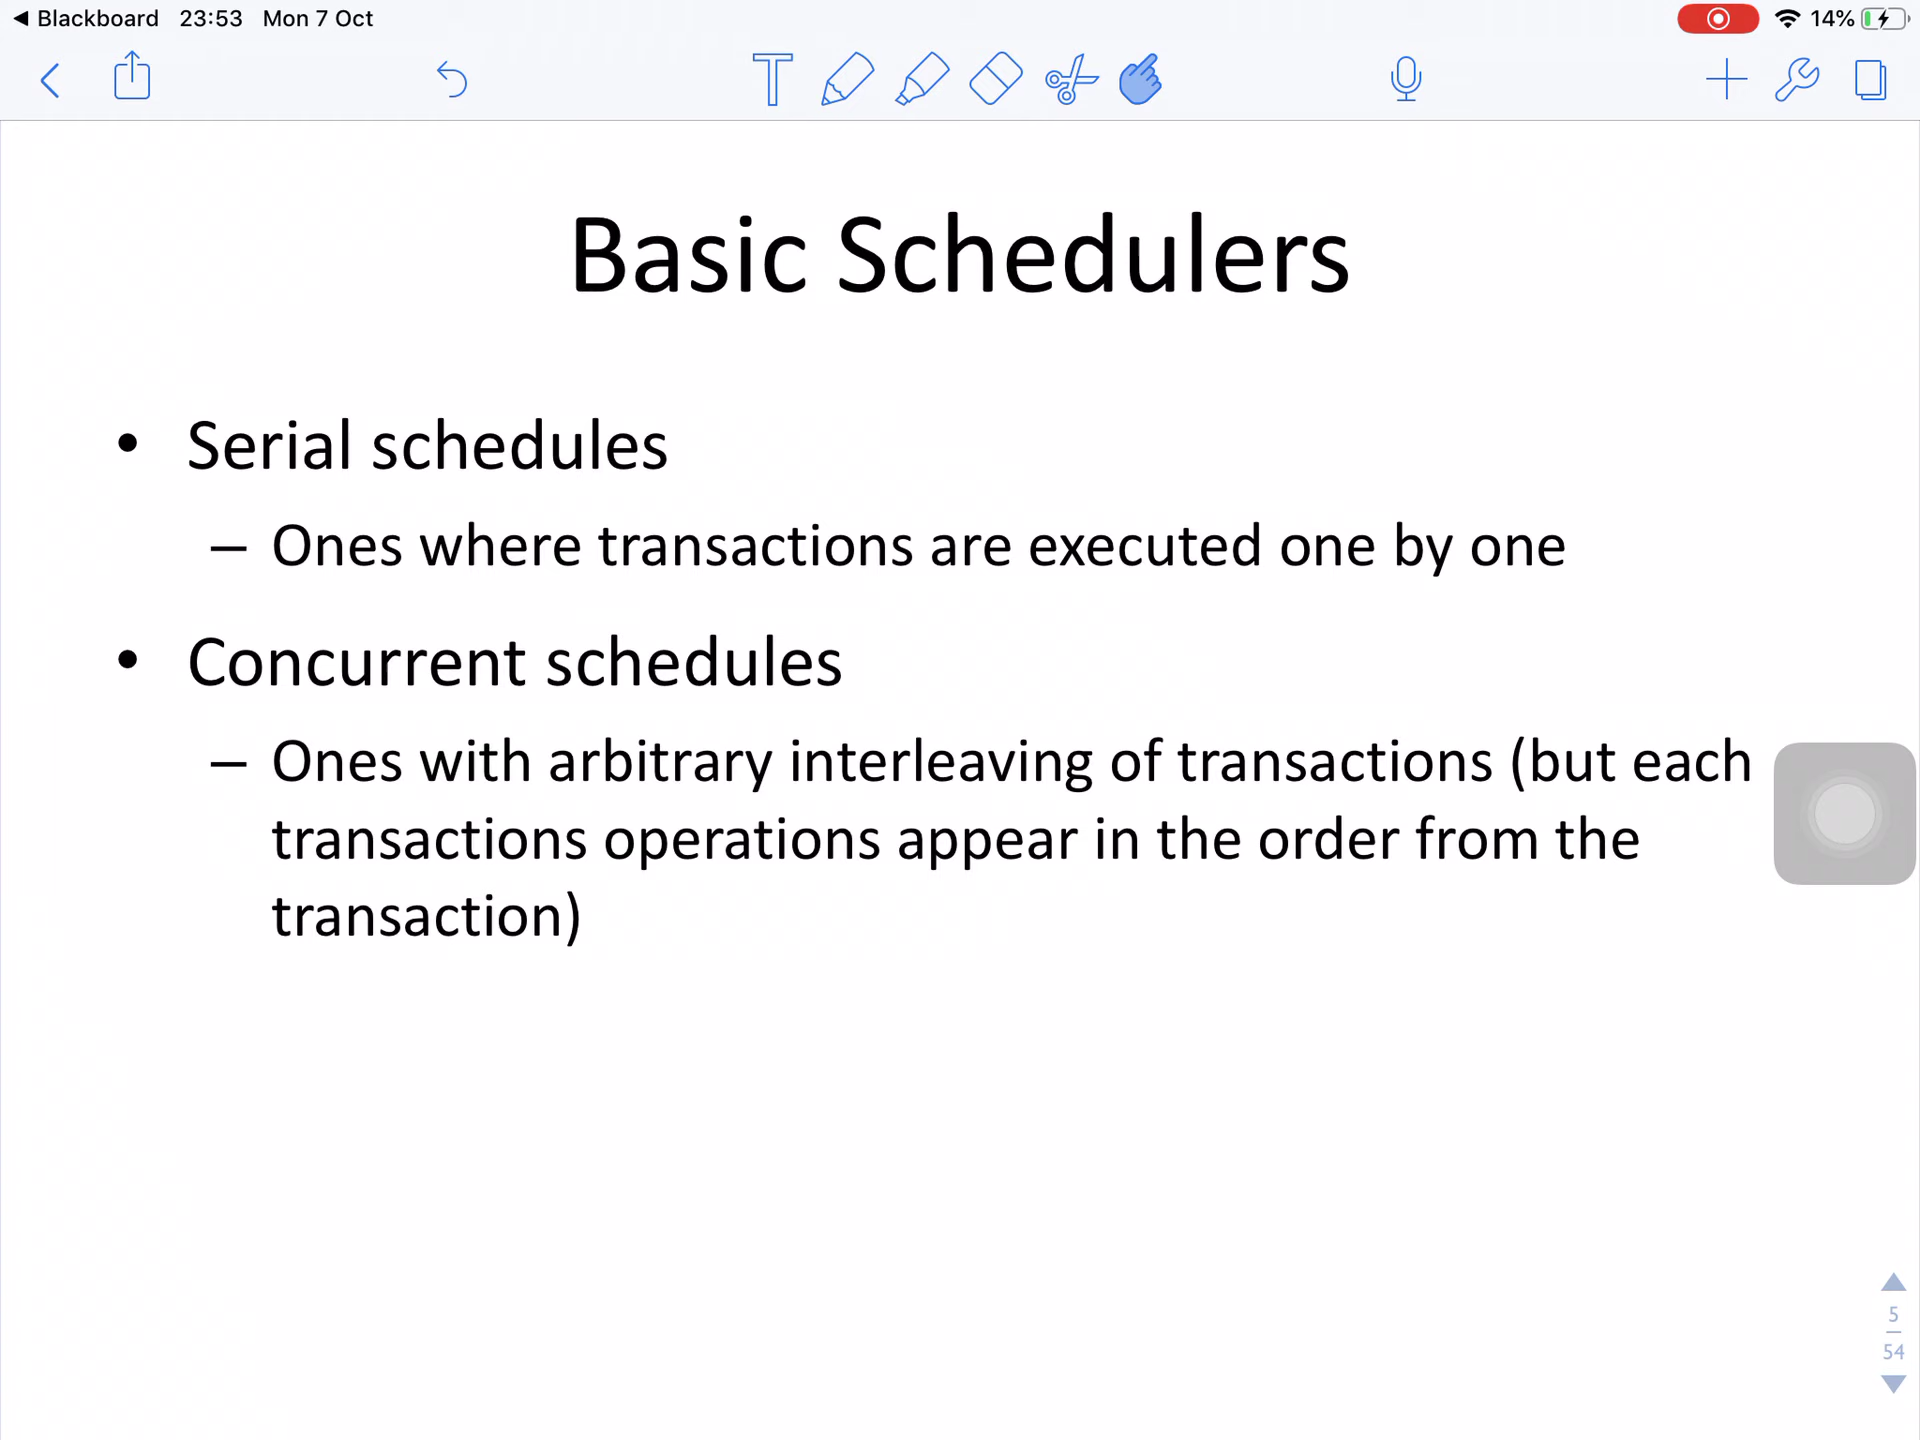 Blackboard 23:53 Mon 7 Oct 14%
Basic Schedulers
• Serial schedules
– Ones where transactions are executed one by one
• Concurrent schedules
– Ones with arbitrary interleaving of transactions (but each
transactions operations appear in the order from the
transaction)
5
54